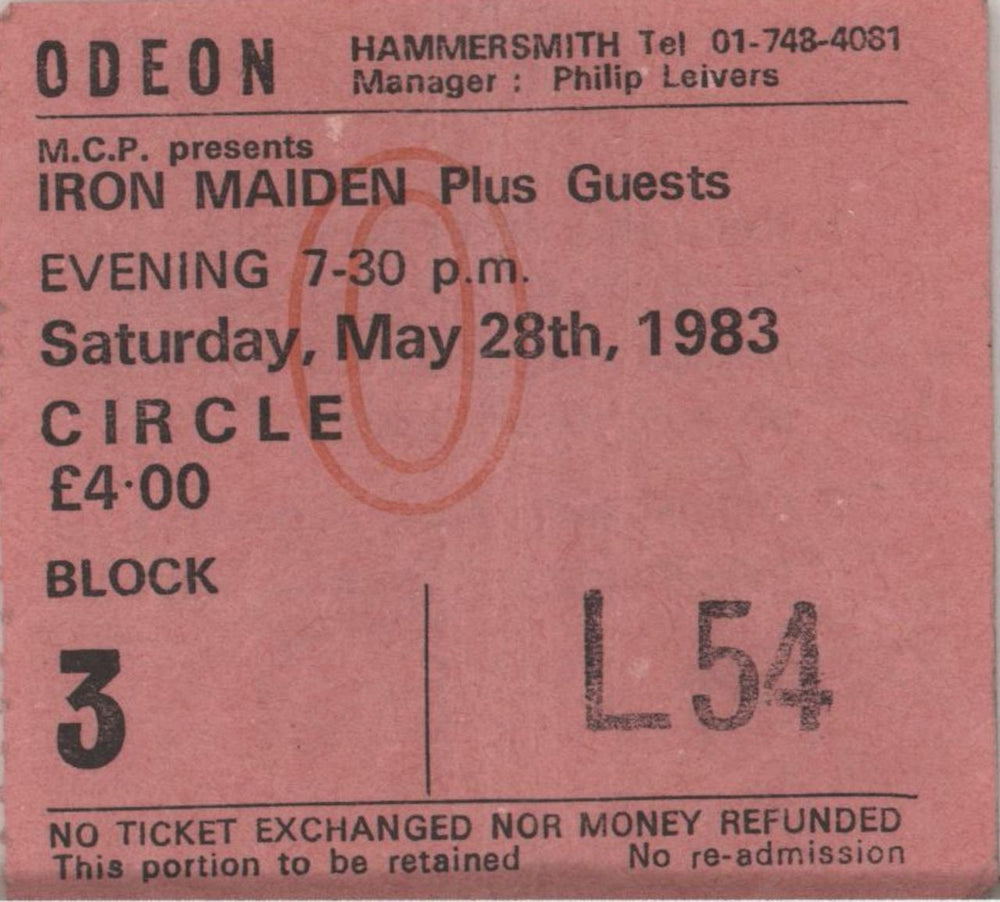 ODEON
HAMMERSMITH Tel 01-748-4081
Manager : Philip Leivers
M.C.P. presents
IRON MAIDEN Plus Guests
EVENING 7-30 p.m.
Saturday, May 28th, 1983
CIRCLE
£4·00
BLOCK
3
L 54
NO TICKET EXCHANGED NOR MONEY REFUNDED
This portion to be retained No re-admission